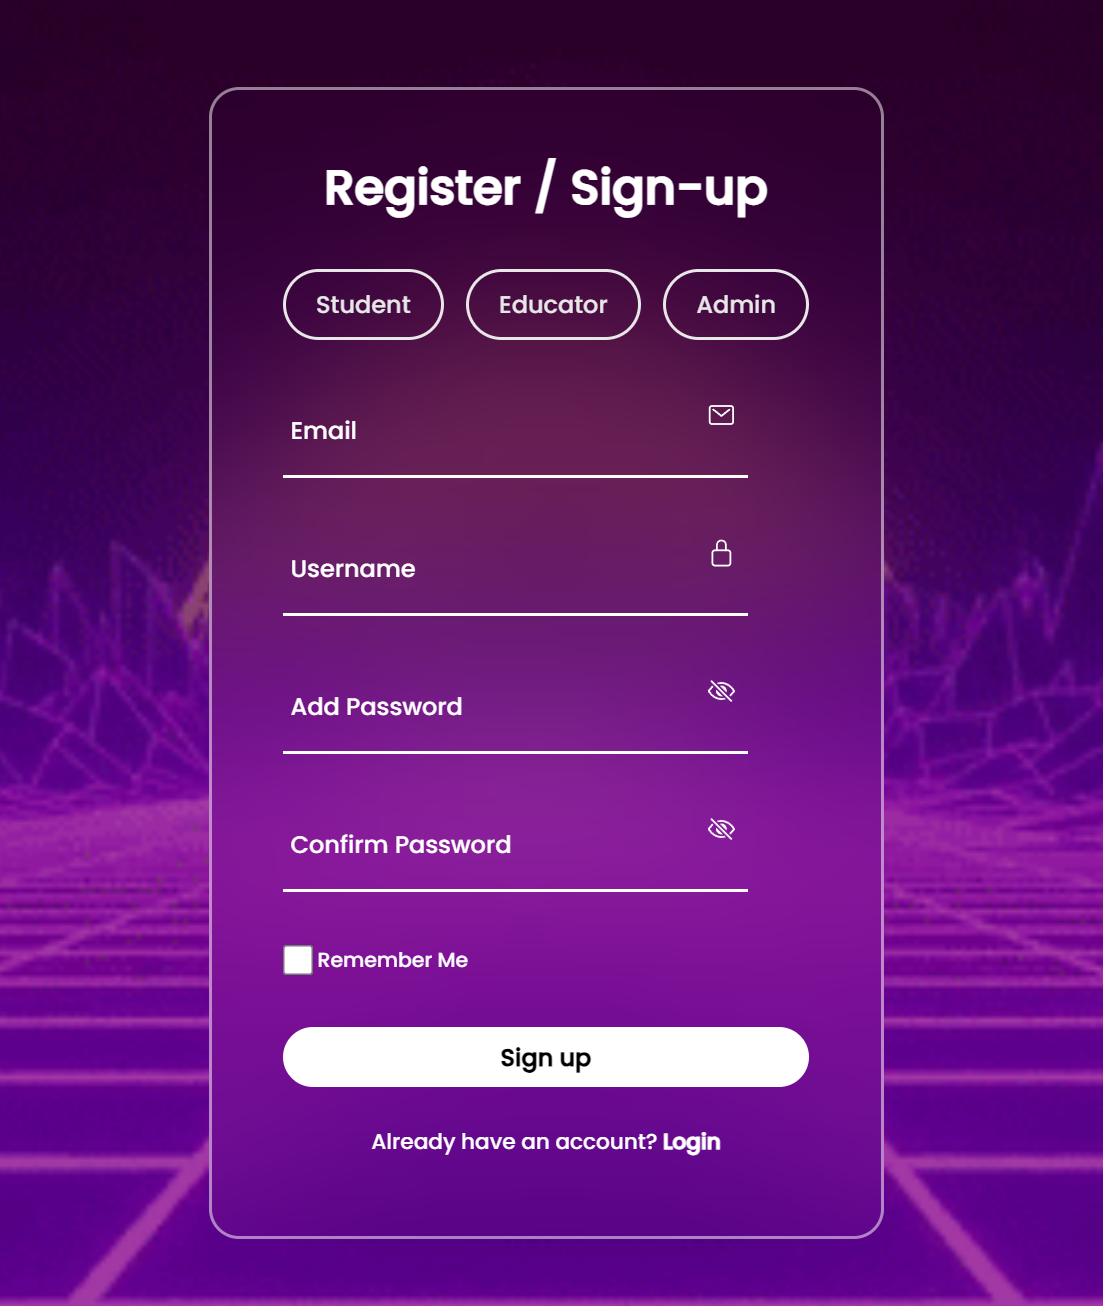 Register / Sign-up
Student Educator Admin
Email
Username
Add Password
Confirm Password
Remember Me
Sign up
Already have an account? Login